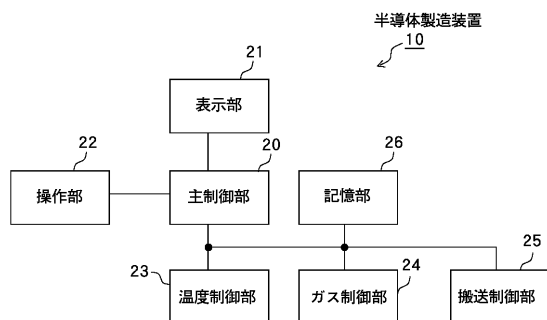 半導体製造装置
10
21
表示部
22
20
26
操作部
主制御部
記憶部
25
23
温度制御部
ガス制御部
24
搬送制御部